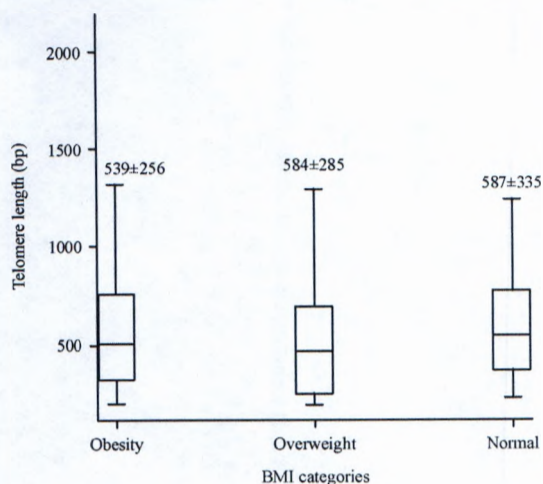 2000
1500
1000
500
Telomere length (bp)
539±256
584±285
587±335
Obesity
Overweight
Normal
BMI categories